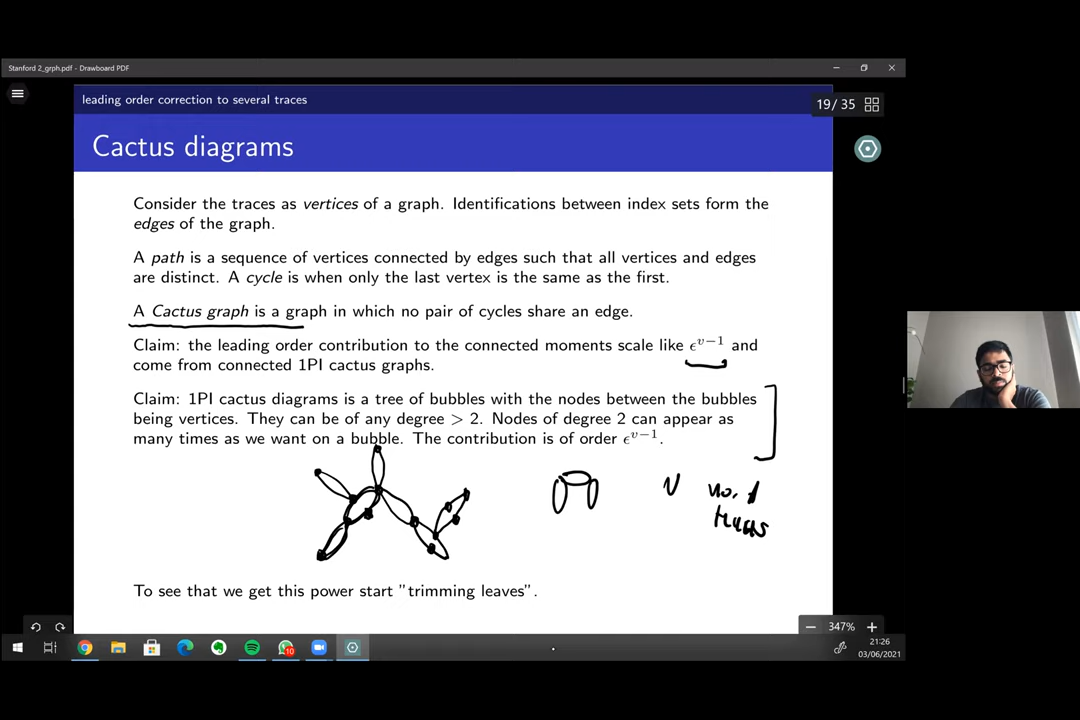 Stanford 2_grph.pdf - Drawboard PDF
leading order correction to several traces
19/ 35
Cactus diagrams
Consider the traces as vertices of a graph. Identifications between index sets form the
edges of the graph.
A path is a sequence of vertices connected by edges such that all vertices and edges
are distinct. A cycle is when only the last vertex is the same as the first.
A Cactus graph is a graph in which no pair of cycles share an edge.
Claim: the leading order contribution to the connected moments scale like ϵ^{v−1} and
come from connected 1PI cactus graphs.
Claim: 1PI cactus diagrams is a tree of bubbles with the nodes between the bubbles
being vertices. They can be of any degree > 2. Nodes of degree 2 can appear as
many times as we want on a bubble. The contribution is of order ϵ^{v−1}.
v no. of
traces
To see that we get this power start "trimming leaves".
347%
10
21:26
03/06/2021